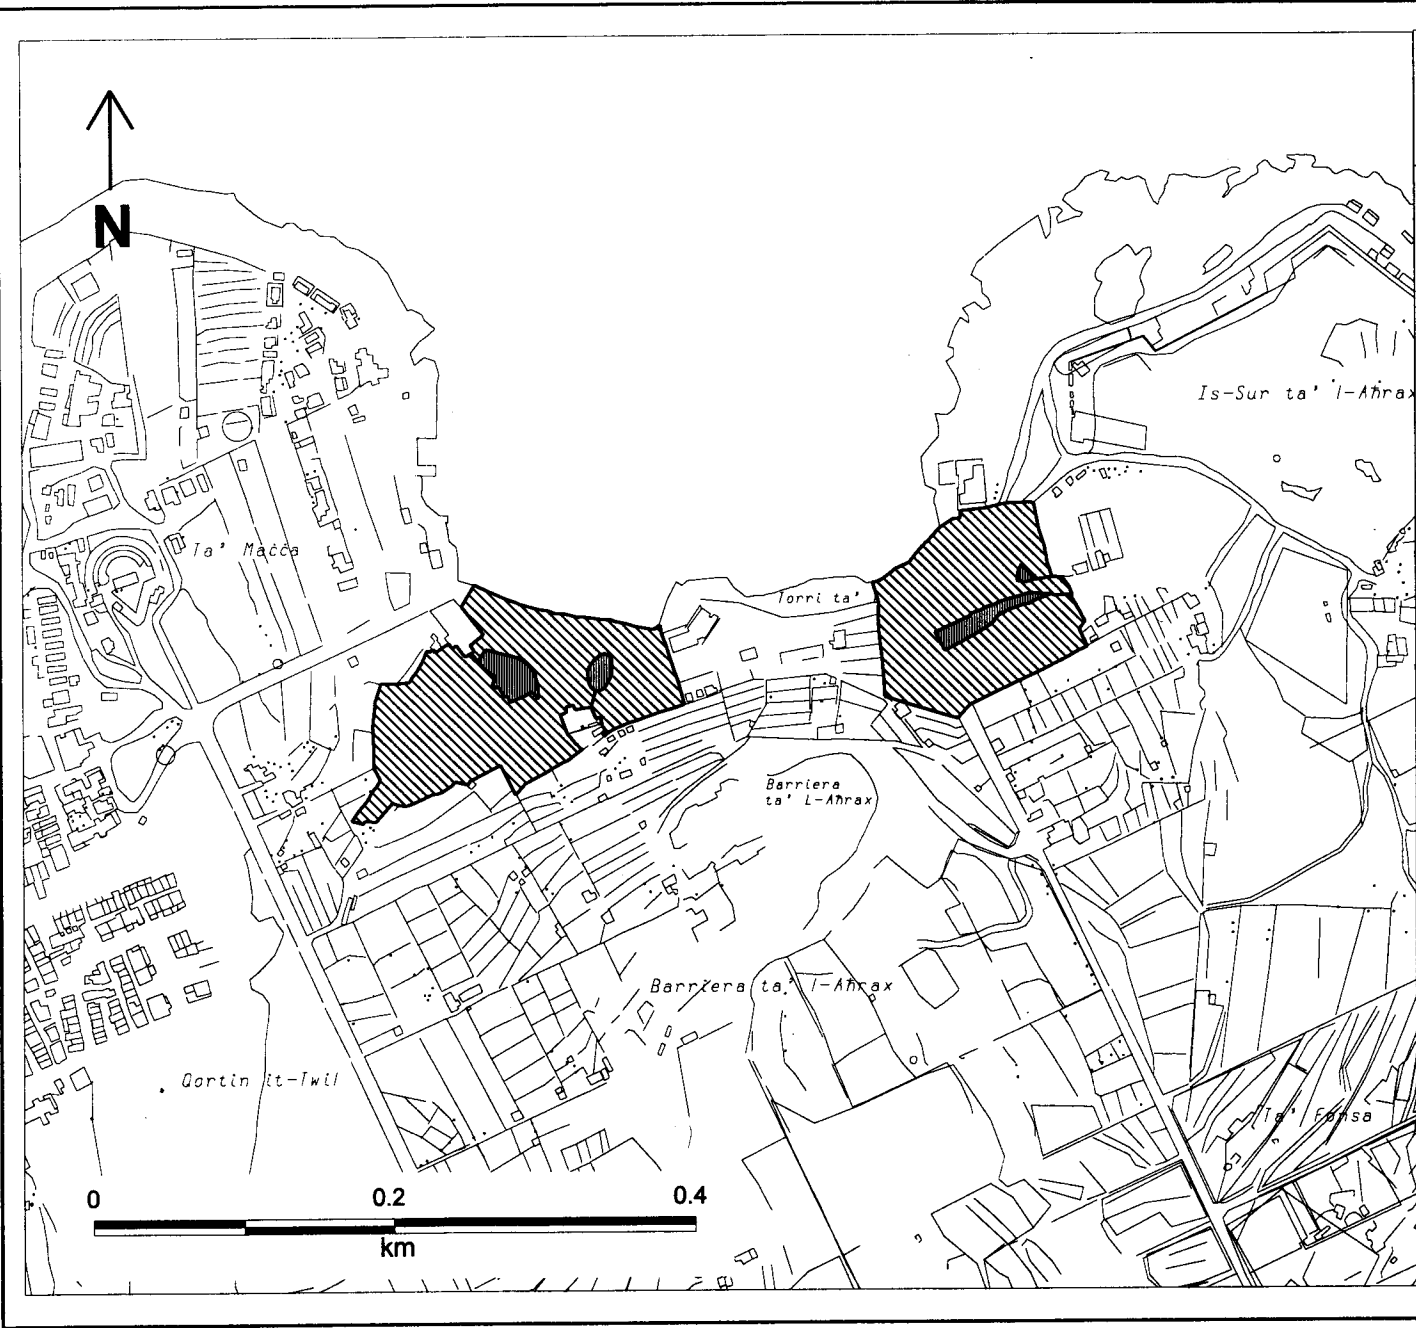 N
Is-Sur ta' l-Aħrax
Ta' Maċċa
Torri ta'
Barriera
ta' L-Aħrax
Barriera ta' l-Aħrax
Qortin it-Twil
Ta' Fonsa
0 0.2 0.4
km